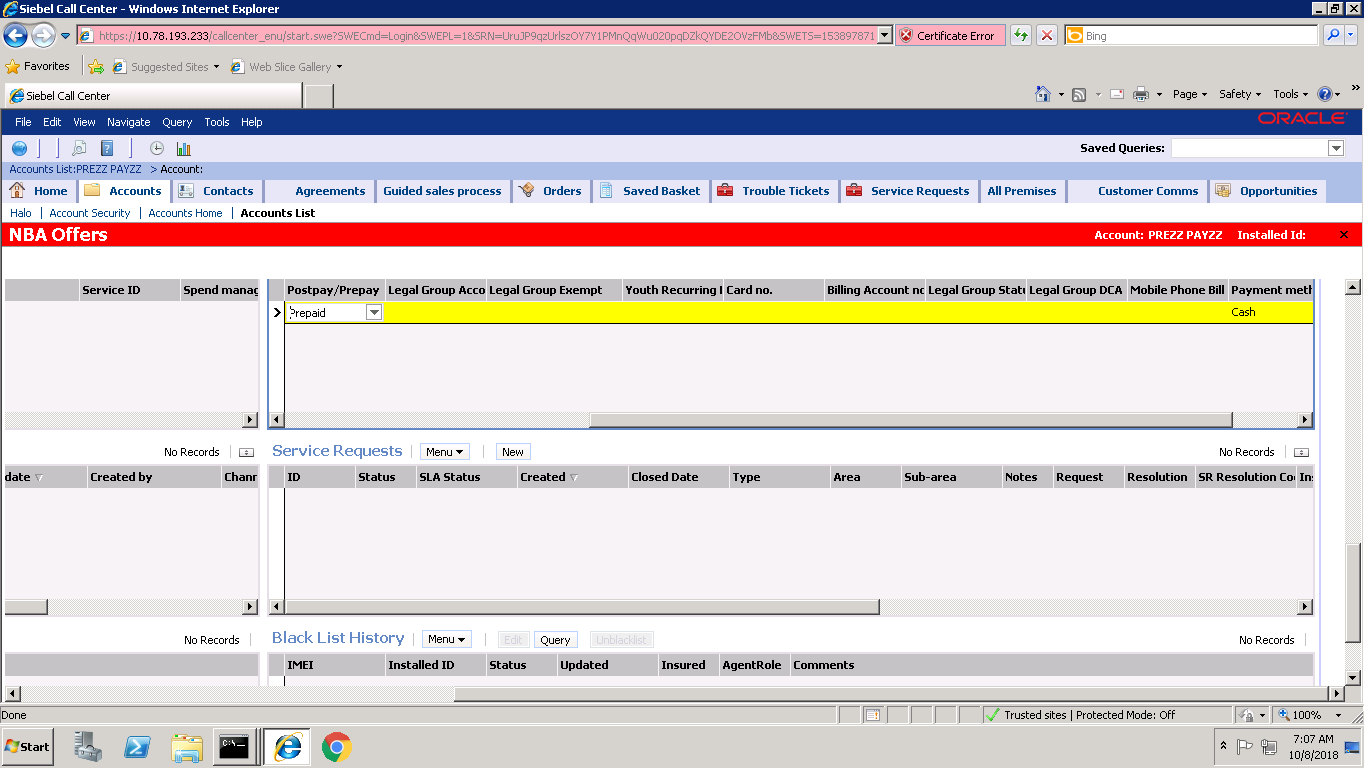 Siebel Call Center - Windows Internet Explorer
https://10.78.193.233/callcenter_enu/start.swe?SWECmd=Login&SWEPL=1&SRN=UruJP9qzUrlszOY7Y1PMnQqWu020pqDZkQYDE2OVzFMb&SWETS=153897871
Certificate Error
Bing
Favorites
Suggested Sites
Web Slice Gallery
Siebel Call Center
Page
Safety
Tools
File Edit View Navigate Query Tools Help
ORACLE
Saved Queries:
Accounts List:PREZZ PAYZZ > Account:
Home Accounts Contacts Agreements Guided sales process Orders Saved Basket Trouble Tickets Service Requests All Premises Customer Comms Opportunities
Halo | Account Security | Accounts Home | Accounts List
NBA Offers Account: PREZZ PAYZZ Installed Id:
Service ID Spend manag Postpay/Prepay Legal Group Acco Legal Group Exempt Youth Recurring Card no. Billing Account no Legal Group Stat Legal Group DCA Mobile Phone Bill Payment meth
Prepaid Cash
No Records Service Requests Menu New No Records
date Created by Chann ID Status SLA Status Created Closed Date Type Area Sub-area Notes Request Resolution SR Resolution Co Ins
No Records Black List History Menu Edit Query Unblacklist No Records
IMEI Installed ID Status Updated Insured AgentRole Comments
Done Trusted sites | Protected Mode: Off 100%
Start
7:07 AM
10/8/2018